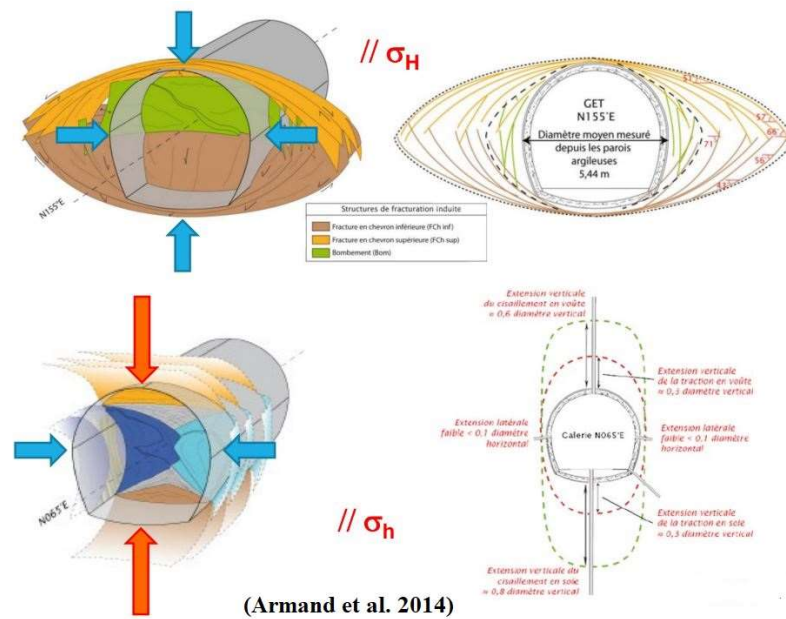 // σH
N155°E
Structures de fracturation induite
Fracture en chevron inférieure (FCh inf)
Fracture en chevron supérieure (FCh sup)
Bombement (Bom)
GET
N155°E
Diamètre moyen mesuré
depuis les parois
argileuses
5,44 m
57°
66°
71°
56°
N065°E
// σh
Extension verticale
du cisaillement en voûte
≈ 0,6 diamètre vertical
Extension verticale
de la traction en voûte
≈ 0,3 diamètre vertical
Extension latérale
faible < 0,1 diamètre
horizontal
Galerie N065°E
Extension latérale
faible < 0,1 diamètre
horizontal
Extension verticale
de la traction en sole
≈ 0,3 diamètre vertical
Extension verticale du
cisaillement en sole
≈ 0,8 diamètre vertical
(Armand et al. 2014)